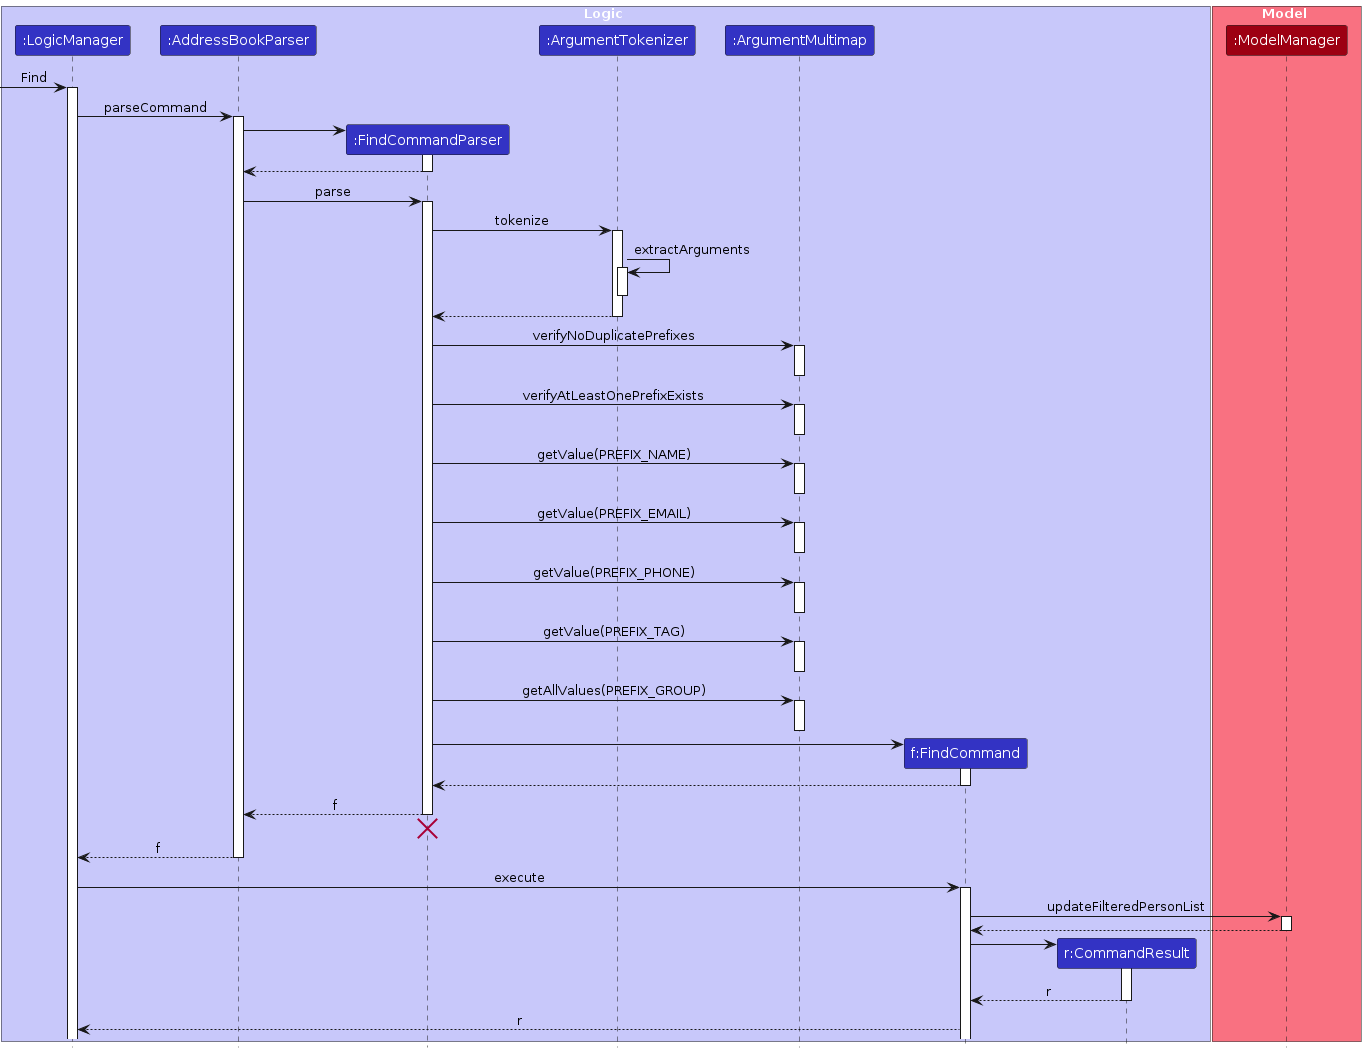 Logic
Model
:LogicManager
:AddressBookParser
:ArgumentTokenizer
:ArgumentMultimap
:ModelManager
Find
parseCommand
:FindCommandParser
parse
tokenize
extractArguments
verifyNoDuplicatePrefixes
verifyAtLeastOnePrefixExists
getValue(PREFIX_NAME)
getValue(PREFIX_EMAIL)
getValue(PREFIX_PHONE)
getValue(PREFIX_TAG)
getAllValues(PREFIX_GROUP)
f:FindCommand
f
f
execute
updateFilteredPersonList
r:CommandResult
r
r